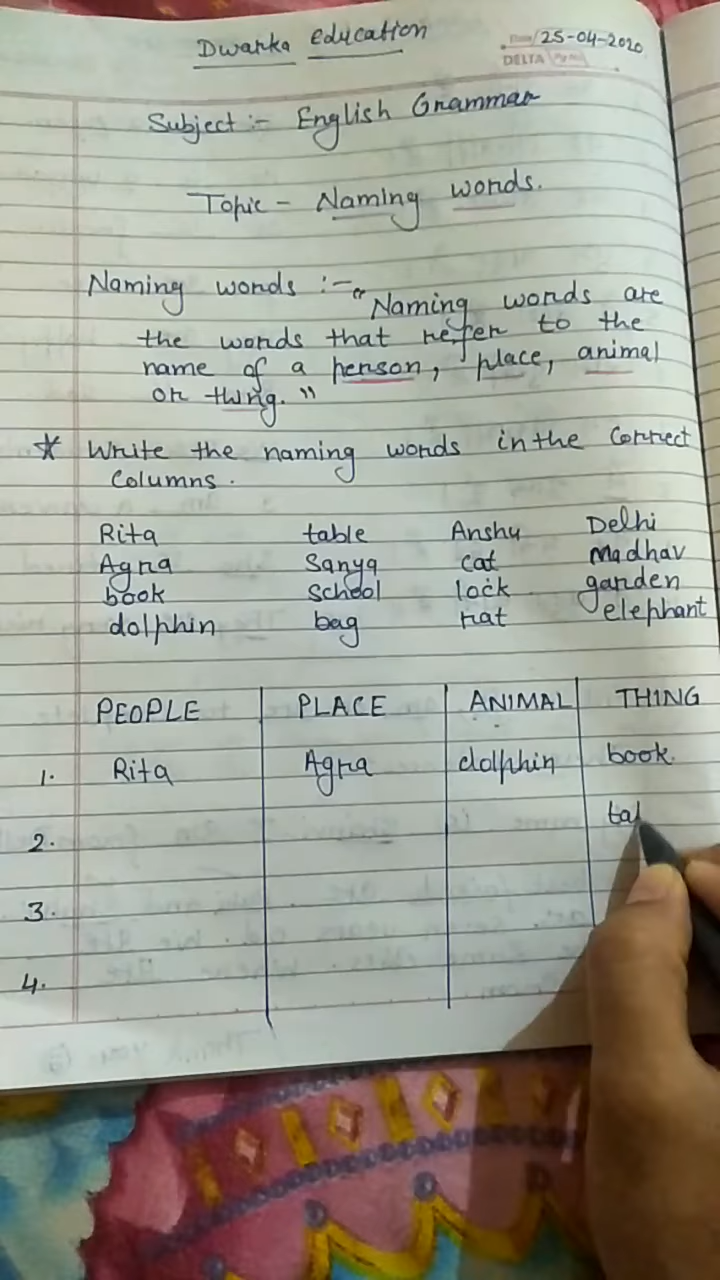 Dwarka education
Date 25-04-2020
DELTA
Subject :- English Grammar
Topic - Naming words.
Naming words :- "Naming words are
the words that refer to the
name of a person, place, animal
or thing."
* Write the naming words in the correct
columns.
Rita table Anshu Delhi
Agra Sanya cat Madhav
book School lock garden
dolphin bag rat elephant
PEOPLE PLACE ANIMAL THING
1. Rita Agra dolphin book.
2. tab
3.
4.